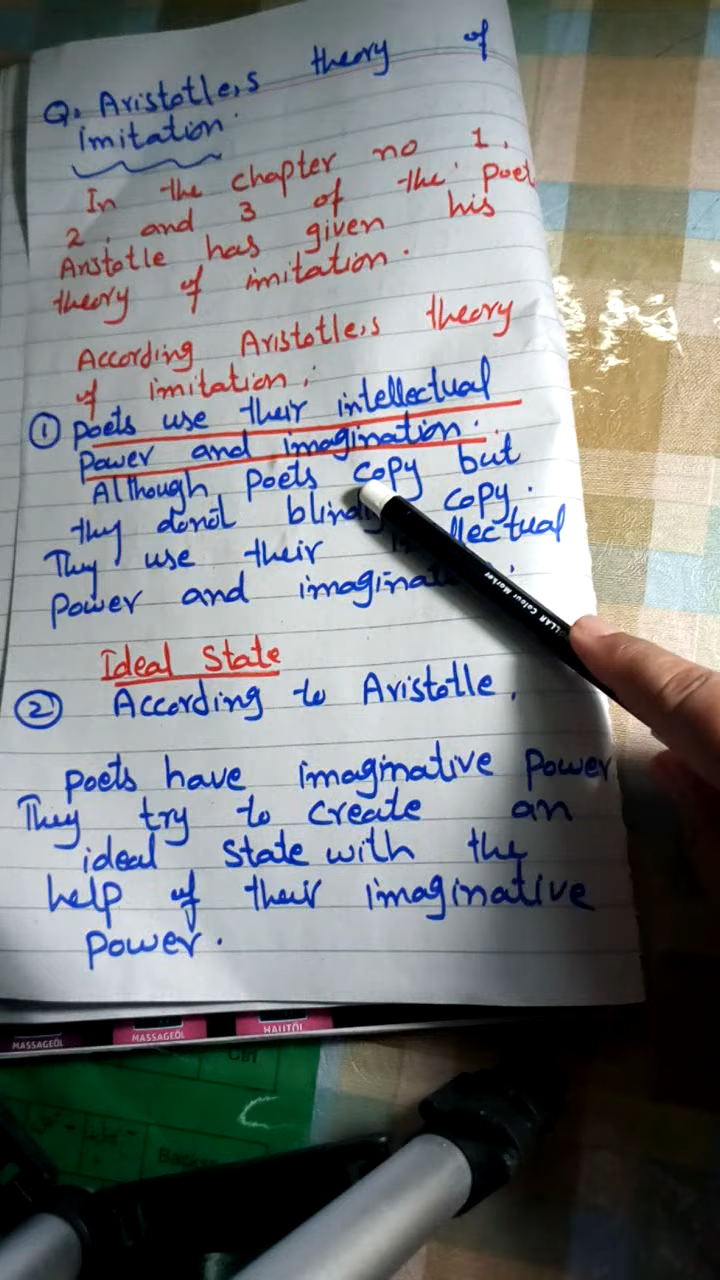 Q. Aristotle,s theory of
imitation.
In the chapter no 1,
2, and 3 of the Poet
Aristotle has given his
theory of imitation.
According Aristotle,s theory
of imitation:
① Poets use their intellectual
power and imagination.
Although Poets copy but
they donot copy.
They use their
Power and
Ideal State
② According to Aristotle,
Poets have imaginative power
They try to create an
ideal state with the
help of their imaginative
power.
MASSAGEÖL MASSAGEÖL HAUTÖL
Colour Marker